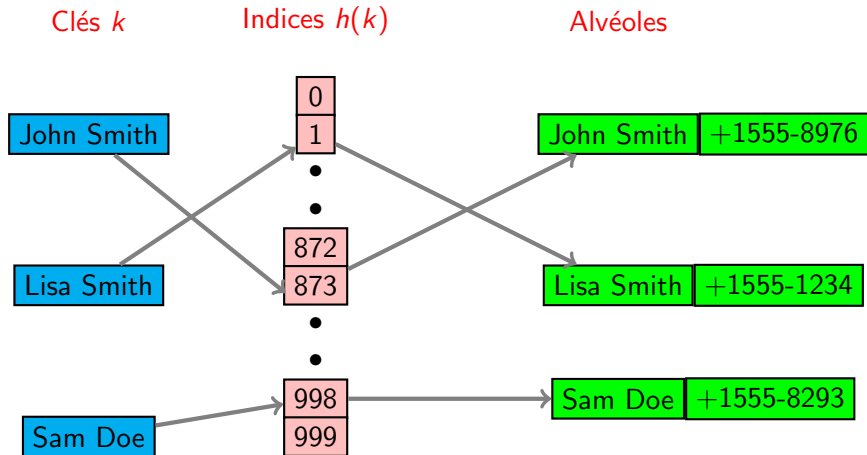 Clés k Indices h(k) Alvéoles
0
John Smith 1 John Smith +1555-8976
872
Lisa Smith 873 Lisa Smith +1555-1234
998 Sam Doe +1555-8293
Sam Doe 999